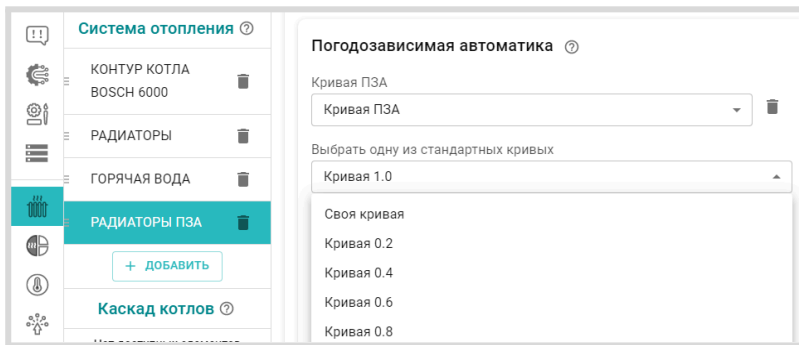 Система отопления
КОНТУР КОТЛА
BOSCH 6000
РАДИАТОРЫ
ГОРЯЧАЯ ВОДА
РАДИАТОРЫ ПЗА
+ ДОБАВИТЬ
Каскад котлов
Погодозависимая автоматика
Кривая ПЗА
Кривая ПЗА
Выбрать одну из стандартных кривых
Кривая 1.0
Своя кривая
Кривая 0.2
Кривая 0.4
Кривая 0.6
Кривая 0.8